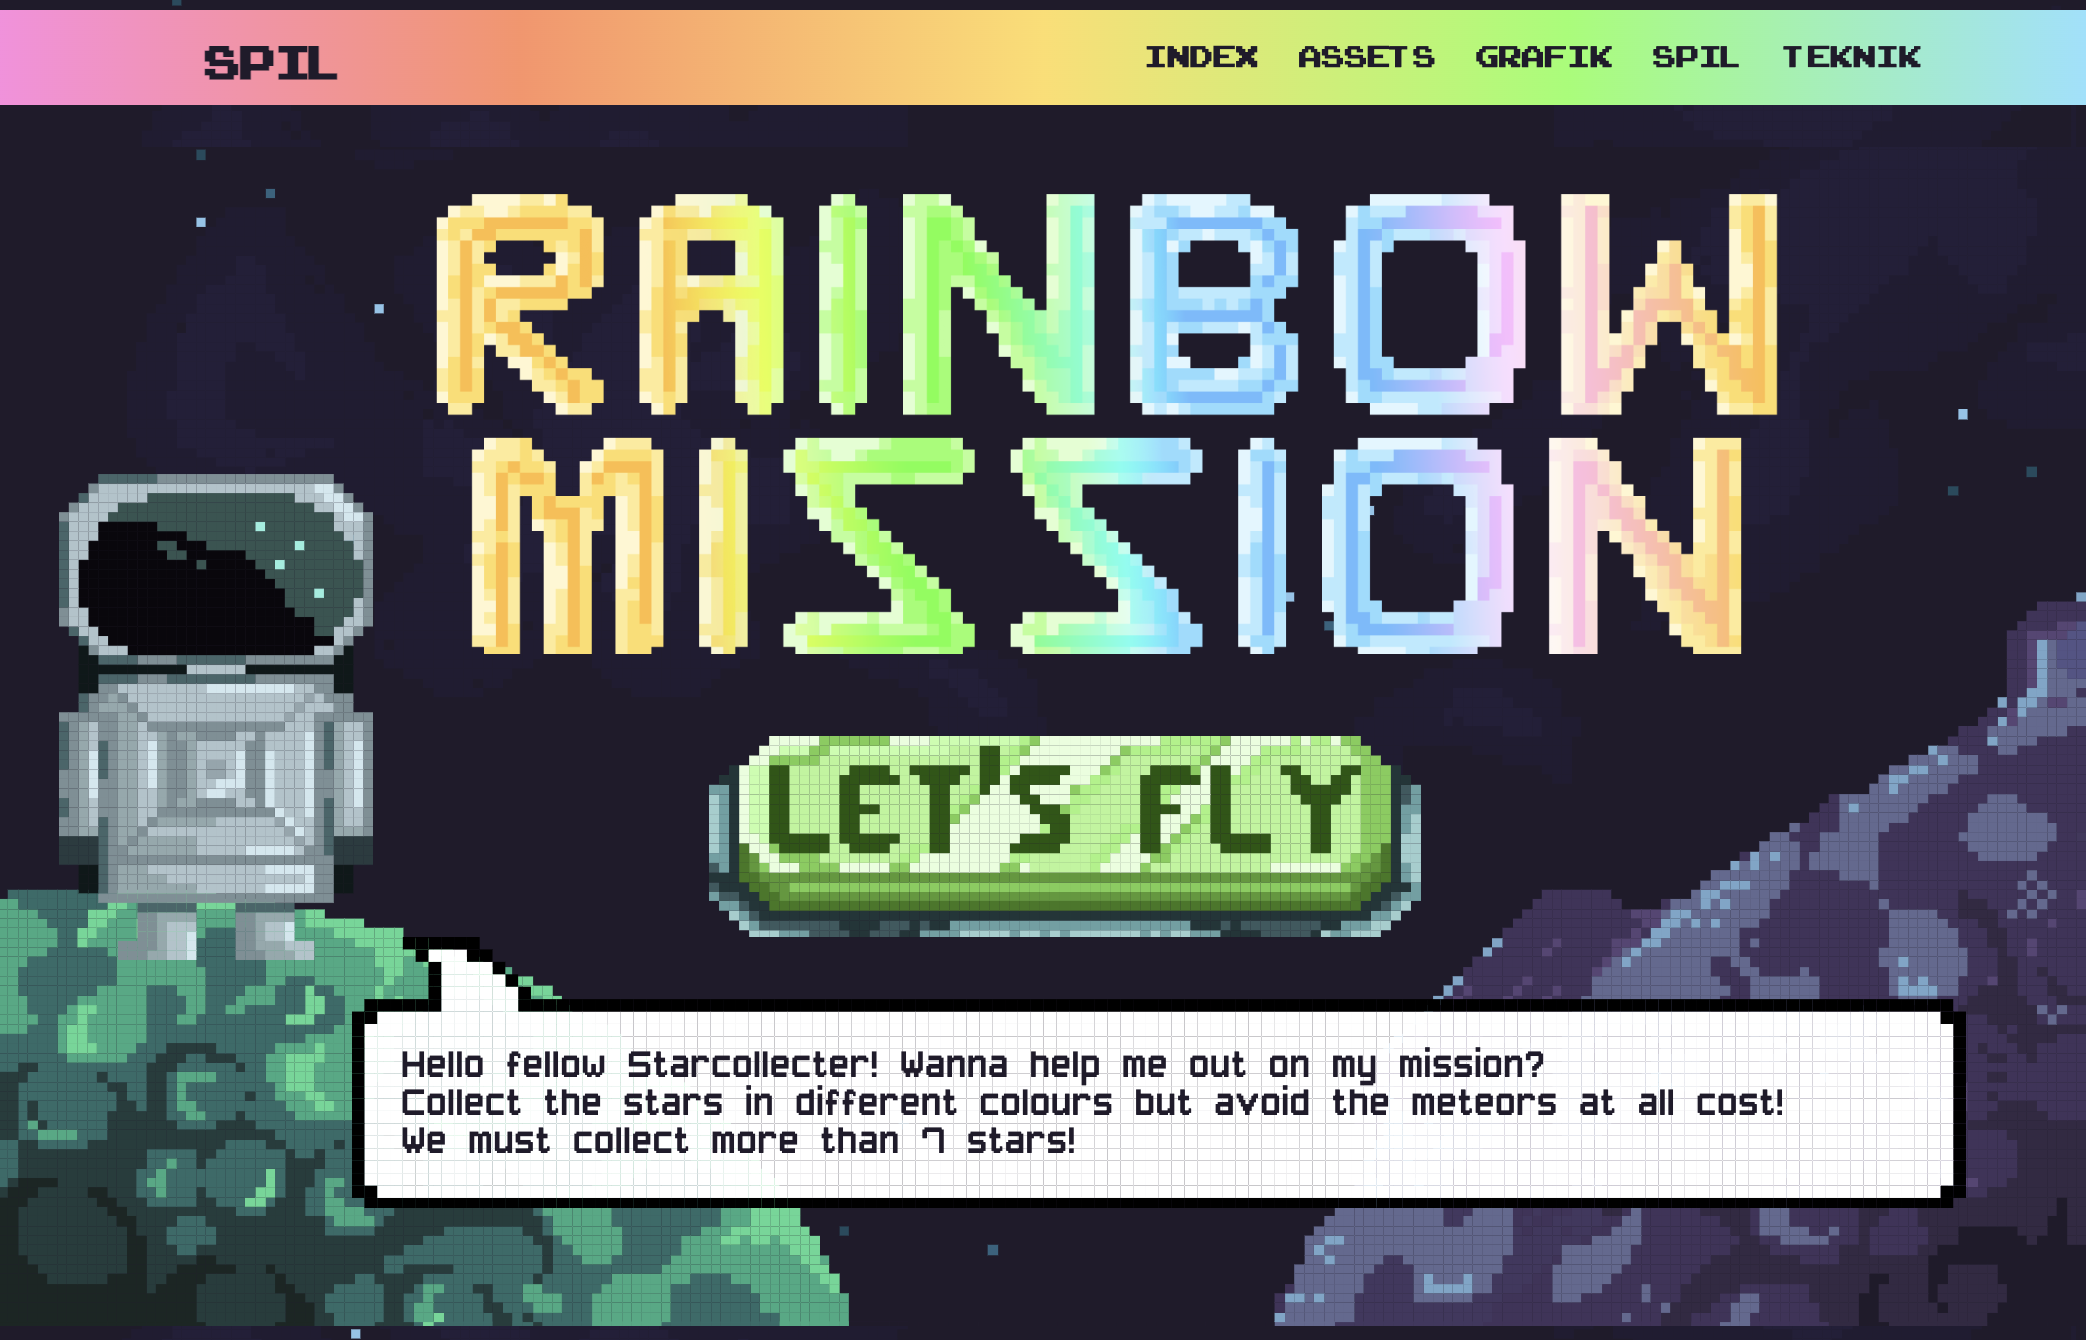 SPIL
INDEX ASSETS GRAFIK SPIL TEKNIK
RAINBOW
MISSION
LET'S FLY
Hello fellow Starcollecter! Wanna help me out on my mission?
Collect the stars in different colours but avoid the meteors at all cost!
We must collect more than 7 stars!